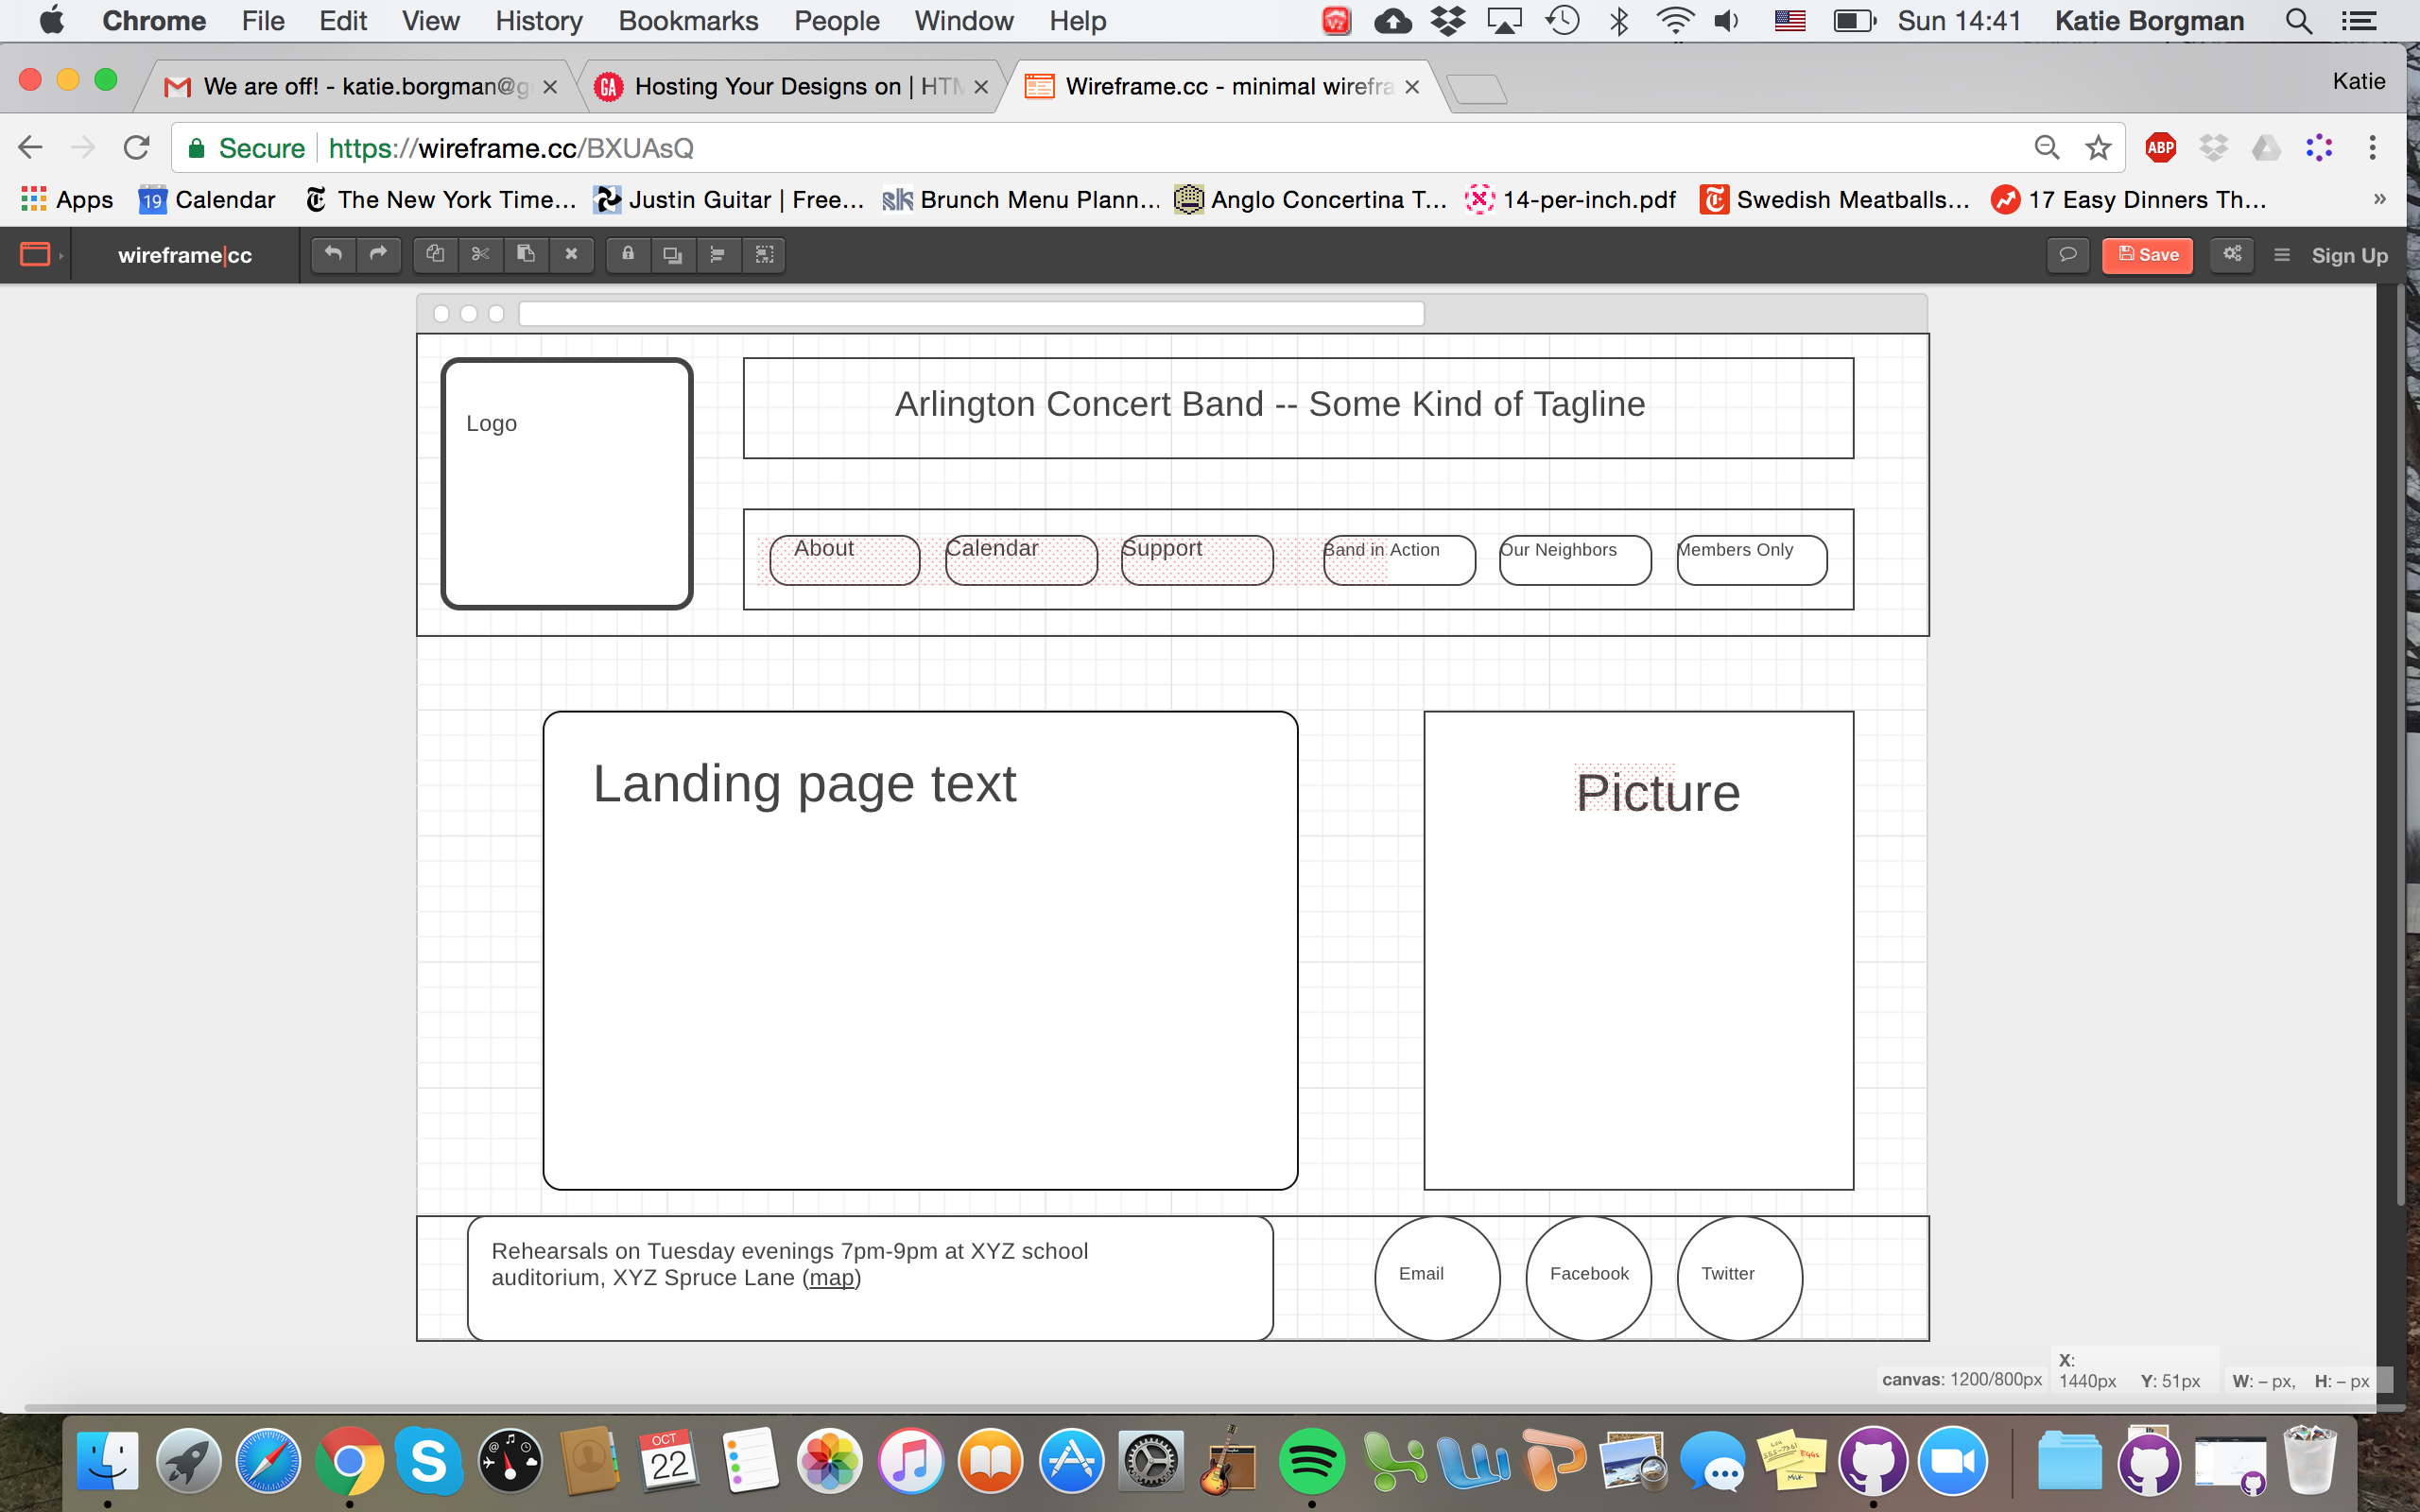 Chrome File Edit View History Bookmarks People Window Help Sun 14:41 Katie Borgman
We are off! - katie.borgman@g Hosting Your Designs on | HTM Wireframe.cc - minimal wirefra Katie
Secure https://wireframe.cc/BXUAsQ ABP
Apps 19 Calendar The New York Time... Justin Guitar | Free... Brunch Menu Plann... Anglo Concertina T... 14-per-inch.pdf Swedish Meatballs... 17 Easy Dinners Th... »
wireframe|cc Save Sign Up
Arlington Concert Band -- Some Kind of Tagline
Logo
About Calendar Support Band in Action Our Neighbors Members Only
Landing page text
Picture
Rehearsals on Tuesday evenings 7pm-9pm at XYZ school
auditorium, XYZ Spruce Lane (map)
Email Facebook Twitter
canvas: 1200/800px X: 1440px Y: 51px W: – px, H: – px
OCT
22